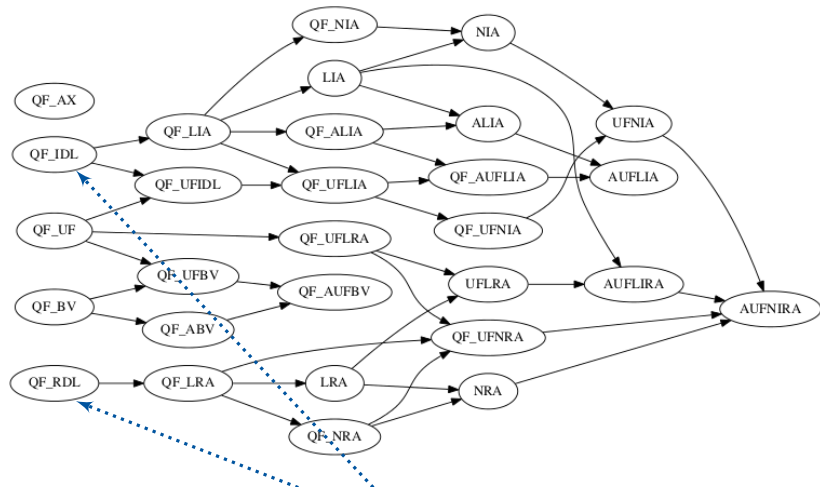 QF_NIA
NIA
LIA
QF_AX
QF_LIA
QF_ALIA
ALIA
UFNIA
QF_IDL
QF_UFIDL
QF_UFLIA
QF_AUFLIA
AUFLIA
QF_UF
QF_UFLRA
QF_UFNIA
QF_UFBV
QF_AUFBV
UFLRA
AUFLIRA
QF_BV
QF_ABV
AUFNIRA
QF_UFNRA
QF_RDL
QF_LRA
LRA
NRA
QF_NRA